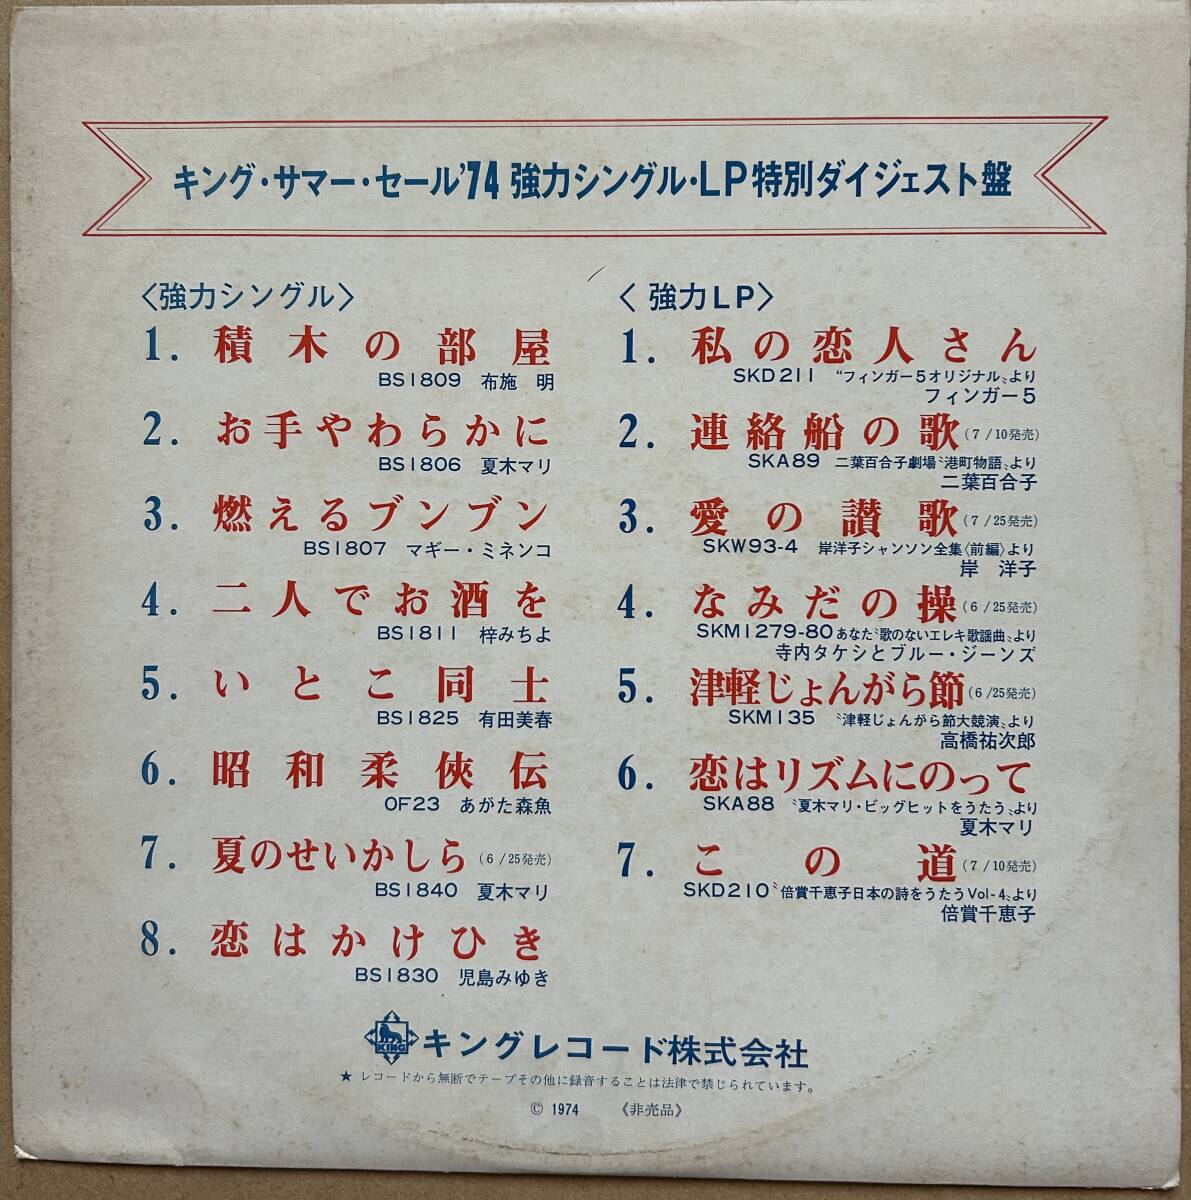 キング・サマー・セール'74 強力シングル・LP特別ダイジェスト盤
〈強力シングル〉
1. 積木の部屋
BS1809 布施 明
2. お手やわらかに
BS1806 夏木マリ
3. 燃えるブンブン
BS1807 マギー・ミネンコ
4. 二人でお酒を
BS1811 梓みちよ
5. いとこ同士
BS1825 有田美春
6. 昭和柔俠伝
OF23 あがた森魚
7. 夏のせいかしら(6/25発売)
BS1840 夏木マリ
8. 恋はかけひき
BS1830 児島みゆき
〈強力LP〉
1. 私の恋人さん
SKD211 “フィンガー5オリジナル”より
フィンガー5
2. 連絡船の歌(7/10発売)
SKA89 二葉百合子劇場“港町物語”より
二葉百合子
3. 愛の讃歌(7/25発売)
SKW93-4 岸洋子シャンソン全集〈前編〉より
岸 洋子
4. なみだの操(6/25発売)
SKM1279-80 あなた“歌のないエレキ歌謡曲”より
寺内タケシとブルー・ジーンズ
5. 津軽じょんがら節(6/25発売)
SKM135 “津軽じょんがら節大競演”より
高橋祐次郎
6. 恋はリズムにのって
SKA88 “夏木マリ・ビッグヒットをうたう”より
夏木マリ
7. この道(7/10発売)
SKD210“倍賞千恵子日本の詩をうたうVol-4”より
倍賞千恵子
KING キングレコード株式会社
★ レコードから無断でテープその他に録音することは法律で禁じられています。
© 1974 《非売品》